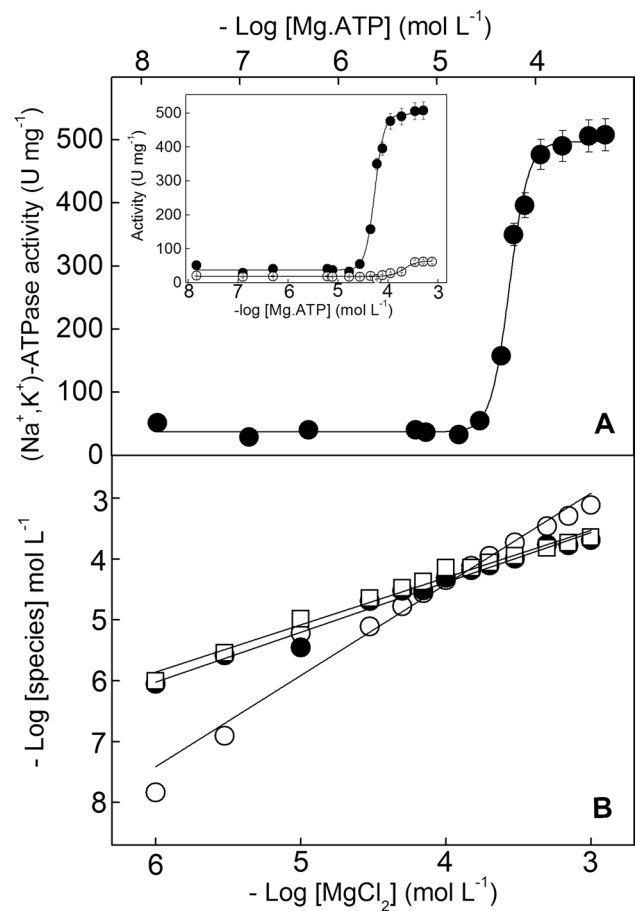 - Log [Mg.ATP] (mol L⁻¹)
8 7 6 5 4
(Na⁺,K⁺)-ATPase activity (U mg⁻¹)
500
400
300
200
100
0
Activity (U mg⁻¹)
500
400
300
200
100
0
8 7 6 5 4 3
-log [Mg.ATP] (mol L⁻¹)
A
- Log [species] mol L⁻¹
3
4
5
6
7
8
B
6 5 4 3
- Log [MgCl₂] (mol L⁻¹)